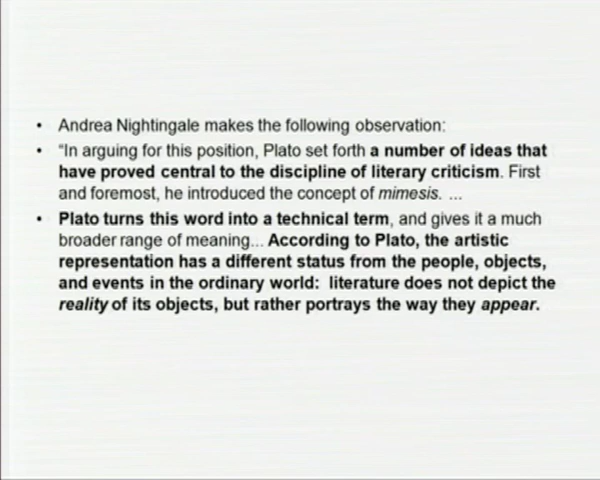 • Andrea Nightingale makes the following observation:
• “In arguing for this position, Plato set forth a number of ideas that
have proved central to the discipline of literary criticism. First
and foremost, he introduced the concept of mimesis. ...
• Plato turns this word into a technical term, and gives it a much
broader range of meaning... According to Plato, the artistic
representation has a different status from the people, objects,
and events in the ordinary world: literature does not depict the
reality of its objects, but rather portrays the way they appear.